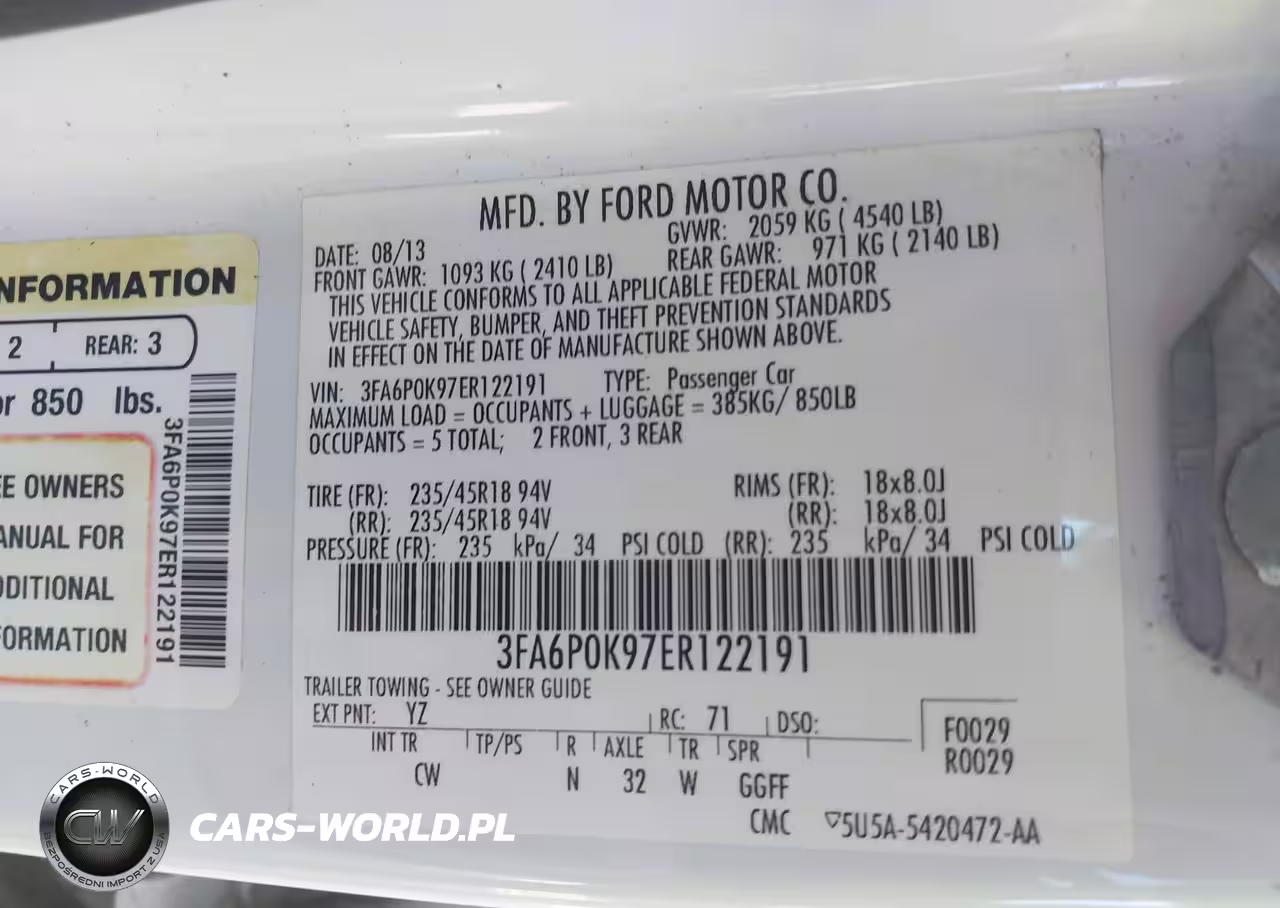 MFD. BY FORD MOTOR CO.
DATE: 08/13
GVWR: 2059 KG ( 4540 LB)
FRONT GAWR: 1093 KG ( 2410 LB)
REAR GAWR: 971 KG ( 2140 LB)
THIS VEHICLE CONFORMS TO ALL APPLICABLE FEDERAL MOTOR
VEHICLE SAFETY, BUMPER, AND THEFT PREVENTION STANDARDS
IN EFFECT ON THE DATE OF MANUFACTURE SHOWN ABOVE.
VIN: 3FA6P0K97ER122191 TYPE: Passenger Car
MAXIMUM LOAD = OCCUPANTS + LUGGAGE = 385KG/ 850LB
OCCUPANTS = 5 TOTAL; 2 FRONT, 3 REAR
TIRE (FR): 235/45R18 94V RIMS (FR): 18x8.0J
(RR): 235/45R18 94V (RR): 18x8.0J
PRESSURE (FR): 235 kPa/ 34 PSI COLD (RR): 235 kPa/ 34 PSI COLD
3FA6P0K97ER122191
TRAILER TOWING - SEE OWNER GUIDE
EXT PNT: YZ RC: 71 DSO:
INT TR TP/PS R AXLE TR SPR
CW N 32 W GGFF
F0029
R0029
CMC ▽5U5A-5420472-AA
NFORMATION
2 REAR: 3
or 850 lbs.
3FA6P0K97ER122191
EE OWNERS
ANUAL FOR
DDITIONAL
FORMATION
CARS-WORLD
CW
BEZPOŚREDNI IMPORT Z USA
CARS-WORLD.PL